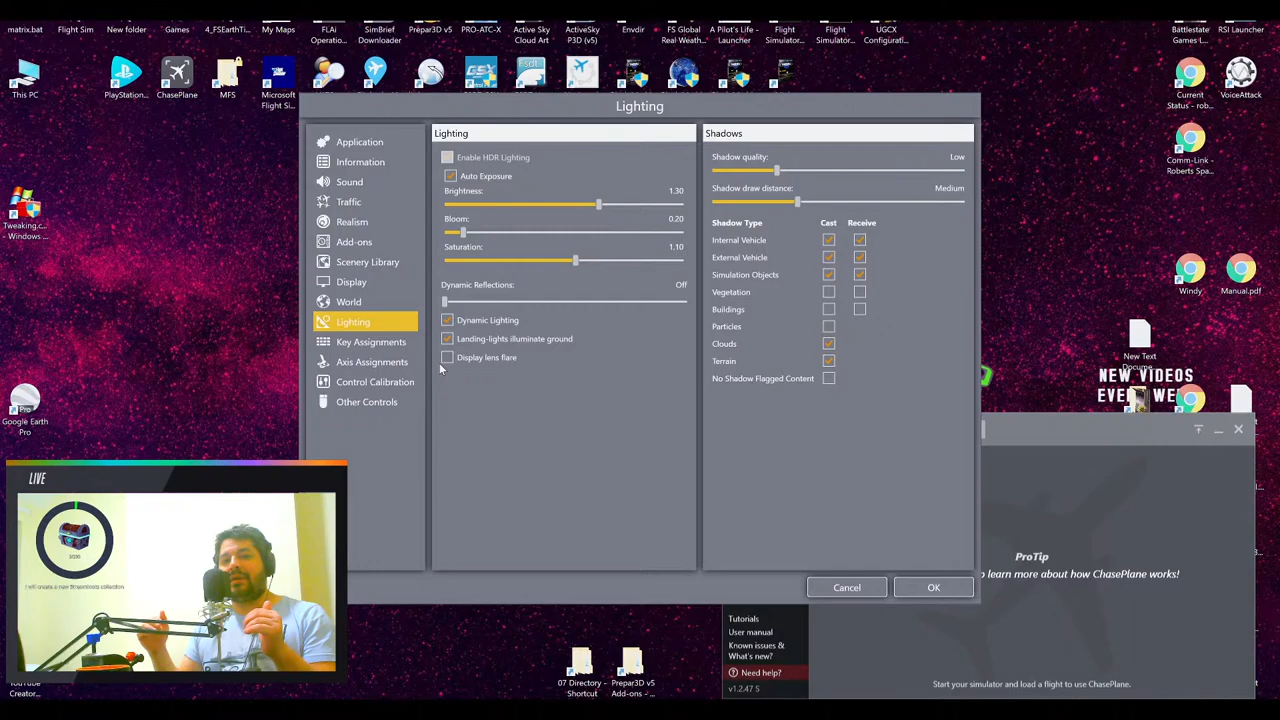 matrix.bat
Flight Sim
New folder
Games
4_FSEarthTi...
My Maps
FLAi
Operatio...
SimBrief
Downloader
Prepar3D v5
PRO-ATC-X
Active Sky
Cloud Art
ActiveSky
P3D (v5)
Envdir
FS Global
Real Weath...
A Pilot's Life -
Launcher
Flight
Simulator...
Flight
Simulator...
UGCX
Configurati...
Battlestate
Games L...
RSI Launcher
This PC
PlayStation...
ChasePlane
MFS
Microsoft
Flight Si...
Current
Status - rob...
VoiceAttack
Comm-Link -
Roberts Spa...
Tweaking.c...
- Windows ...
Windy
Manual.pdf
New Text
Docume...
NEW VIDEOS
Google Earth
Pro
Lighting
Application
Information
Sound
Traffic
Realism
Add-ons
Scenery Library
Display
World
Lighting
Key Assignments
Axis Assignments
Control Calibration
Other Controls
Lighting
Enable HDR Lighting
Auto Exposure
Brightness: 1.30
Bloom: 0.20
Saturation: 1.10
Dynamic Reflections: Off
Dynamic Lighting
Landing-lights illuminate ground
Display lens flare
Shadows
Shadow quality: Low
Shadow draw distance: Medium
Shadow Type Cast Receive
Internal Vehicle
External Vehicle
Simulation Objects
Vegetation
Buildings
Particles
Clouds
Terrain
No Shadow Flagged Content
Cancel OK
LIVE
ProTip
o learn more about how ChasePlane works!
Tutorials
User manual
Known issues &
What's new?
Need help?
v1.2.47 S
Start your simulator and load a flight to use ChasePlane.
07 Directory -
Shortcut
Prepar3D v5
Add-ons - ...
Creator...